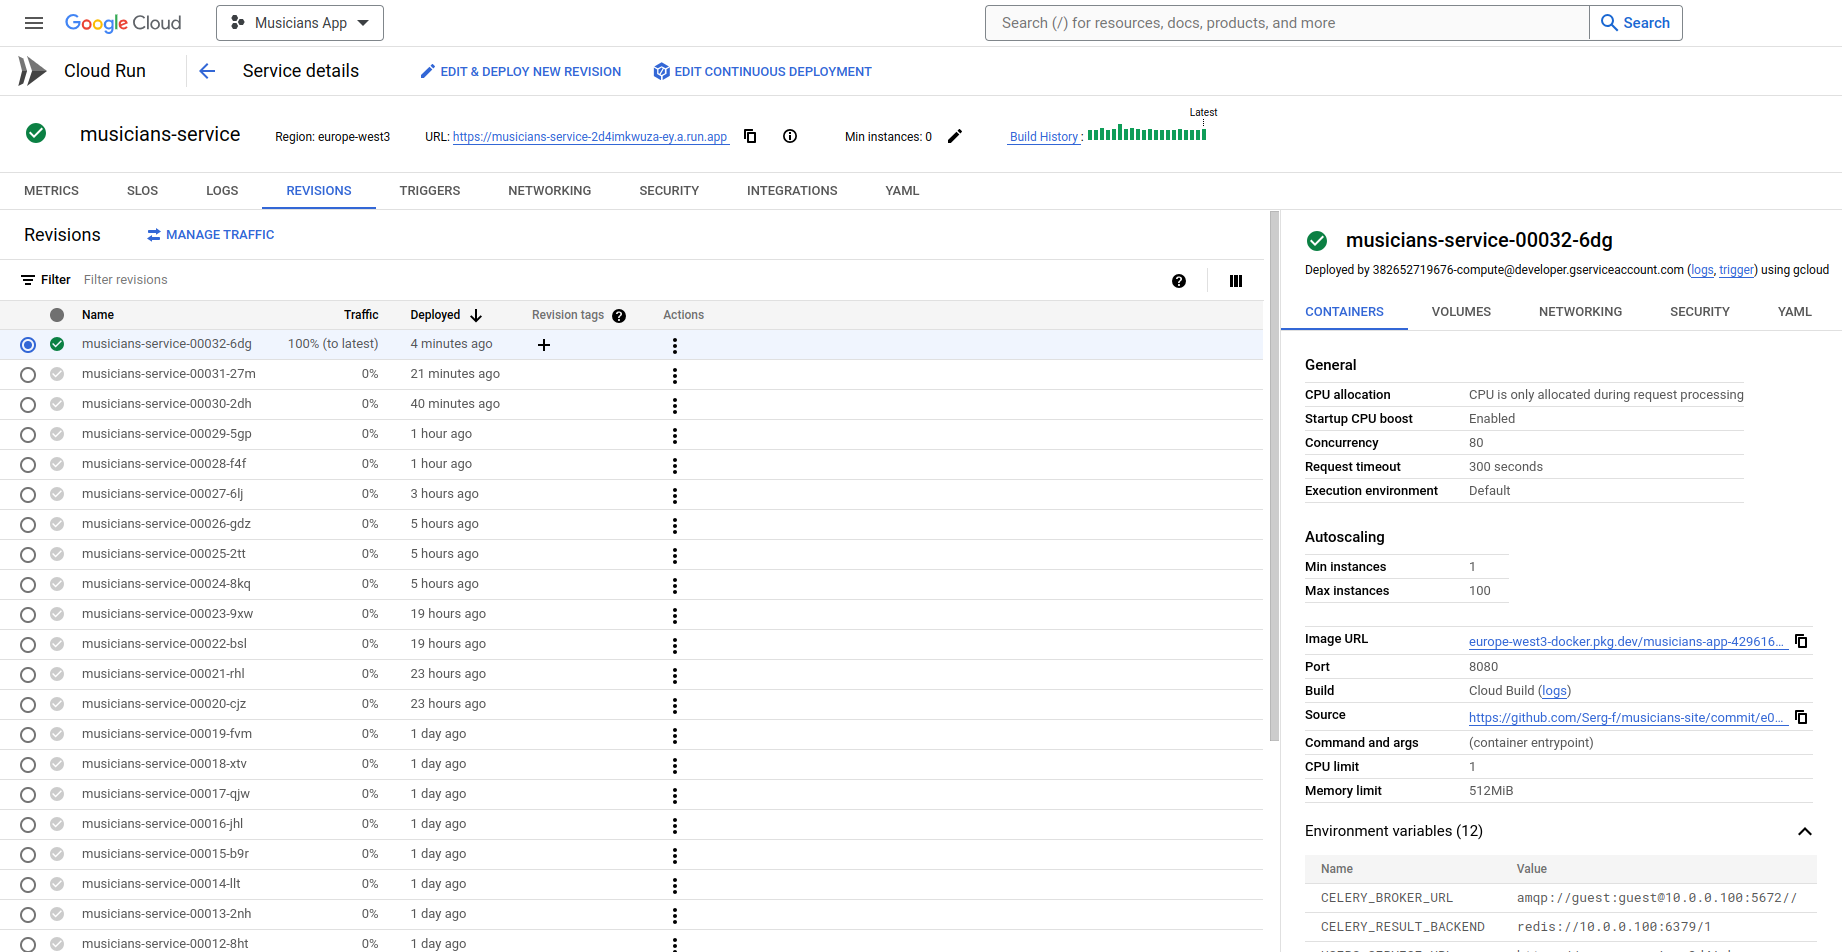 Google Cloud Musicians App Search (/) for resources, docs, products, and more Search
Cloud Run Service details EDIT & DEPLOY NEW REVISION EDIT CONTINUOUS DEPLOYMENT
Latest
musicians-service Region: europe-west3 URL: https://musicians-service-2d4imkwuza-ey.a.run.app Min instances: 0 Build History :
METRICS SLOS LOGS REVISIONS TRIGGERS NETWORKING SECURITY INTEGRATIONS YAML
Revisions MANAGE TRAFFIC
Filter Filter revisions
Name Traffic Deployed Revision tags Actions
musicians-service-00032-6dg 100% (to latest) 4 minutes ago
musicians-service-00031-27m 0% 21 minutes ago
musicians-service-00030-2dh 0% 40 minutes ago
musicians-service-00029-5gp 0% 1 hour ago
musicians-service-00028-f4f 0% 1 hour ago
musicians-service-00027-6lj 0% 3 hours ago
musicians-service-00026-gdz 0% 5 hours ago
musicians-service-00025-2tt 0% 5 hours ago
musicians-service-00024-8kq 0% 5 hours ago
musicians-service-00023-9xw 0% 19 hours ago
musicians-service-00022-bsl 0% 19 hours ago
musicians-service-00021-rhl 0% 23 hours ago
musicians-service-00020-cjz 0% 23 hours ago
musicians-service-00019-fvm 0% 1 day ago
musicians-service-00018-xtv 0% 1 day ago
musicians-service-00017-qjw 0% 1 day ago
musicians-service-00016-jhl 0% 1 day ago
musicians-service-00015-b9r 0% 1 day ago
musicians-service-00014-llt 0% 1 day ago
musicians-service-00013-2nh 0% 1 day ago
musicians-service-00012-8ht 0% 1 day ago
musicians-service-00032-6dg
Deployed by 382652719676-compute@developer.gserviceaccount.com (logs, trigger) using gcloud
CONTAINERS VOLUMES NETWORKING SECURITY YAML
General
CPU allocation CPU is only allocated during request processing
Startup CPU boost Enabled
Concurrency 80
Request timeout 300 seconds
Execution environment Default
Autoscaling
Min instances 1
Max instances 100
Image URL europe-west3-docker.pkg.dev/musicians-app-429616...
Port 8080
Build Cloud Build (logs)
Source https://github.com/Serg-f/musicians-site/commit/e0...
Command and args (container entrypoint)
CPU limit 1
Memory limit 512MiB
Environment variables (12)
Name Value
CELERY_BROKER_URL amqp://guest:guest@10.0.0.100:5672//
CELERY_RESULT_BACKEND redis://10.0.0.100:6379/1